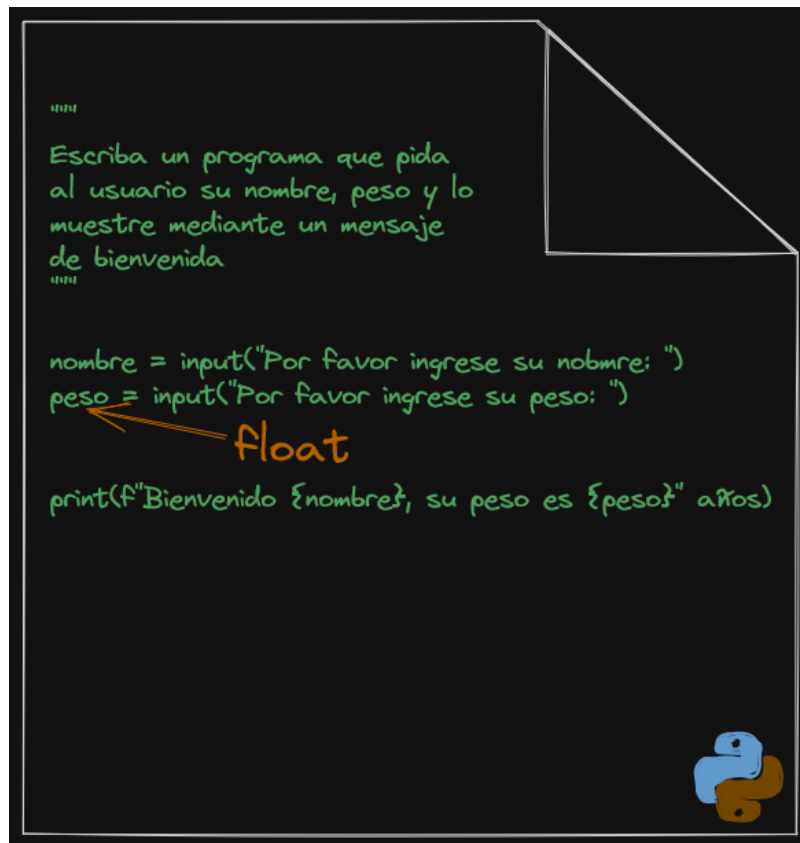 """
Escriba un programa que pida
al usuario su nombre, peso y lo
muestre mediante un mensaje
de bienvenida
"""
nombre = input("Por favor ingrese su nobmre: ")
peso = input("Por favor ingrese su peso: ")
float
print(f"Bienvenido {nombre}, su peso es {peso}" años)